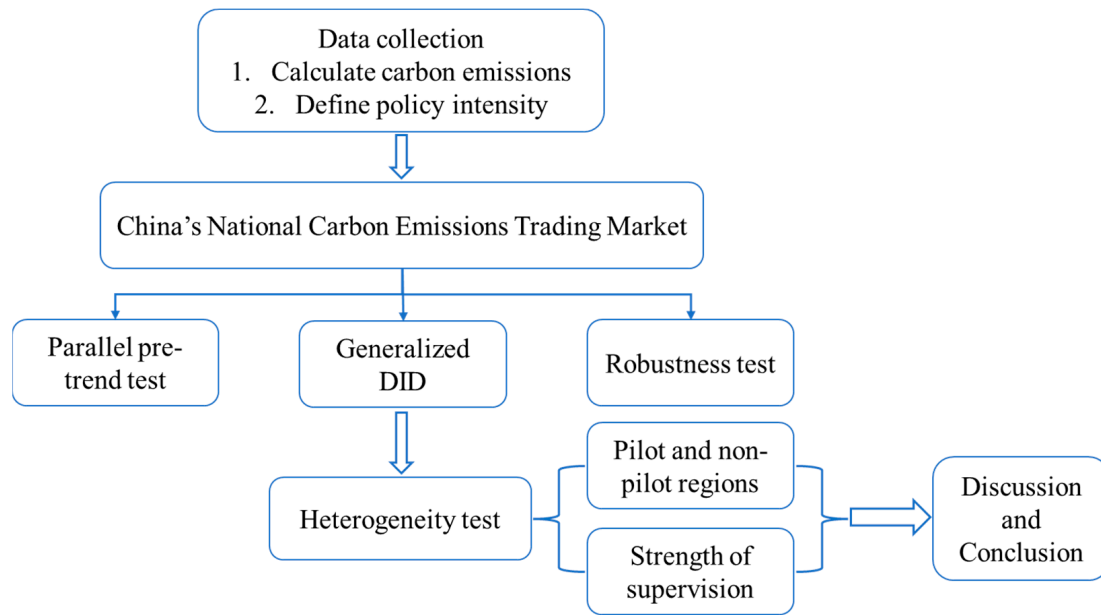 Data collection
1. Calculate carbon emissions
2. Define policy intensity
China’s National Carbon Emissions Trading Market
Parallel pre-
trend test
Generalized
DID
Robustness test
Heterogeneity test
Pilot and non-
pilot regions
Strength of
supervision
Discussion
and
Conclusion